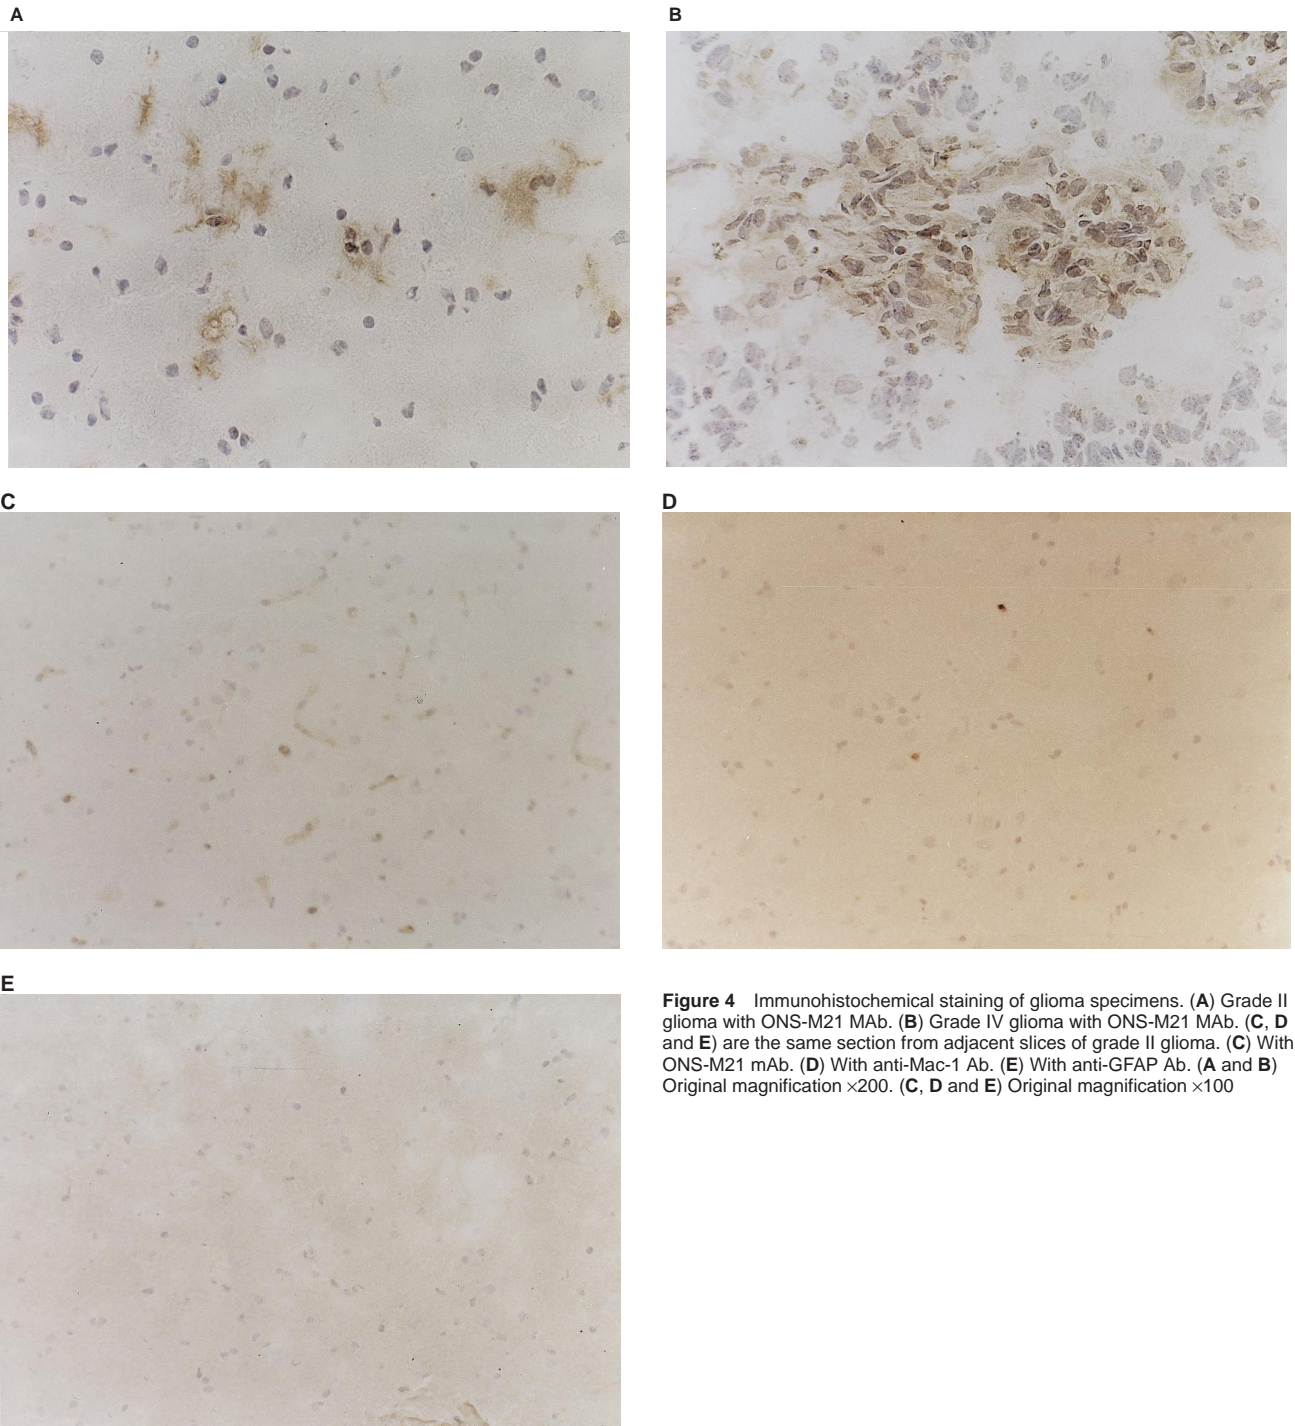 A
B
C
D
E
Figure 4 Immunohistochemical staining of glioma specimens. (A) Grade II
glioma with ONS-M21 MAb. (B) Grade IV glioma with ONS-M21 MAb. (C, D
and E) are the same section from adjacent slices of grade II glioma. (C) With
ONS-M21 mAb. (D) With anti-Mac-1 Ab. (E) With anti-GFAP Ab. (A and B)
Original magnification ×200. (C, D and E) Original magnification ×100